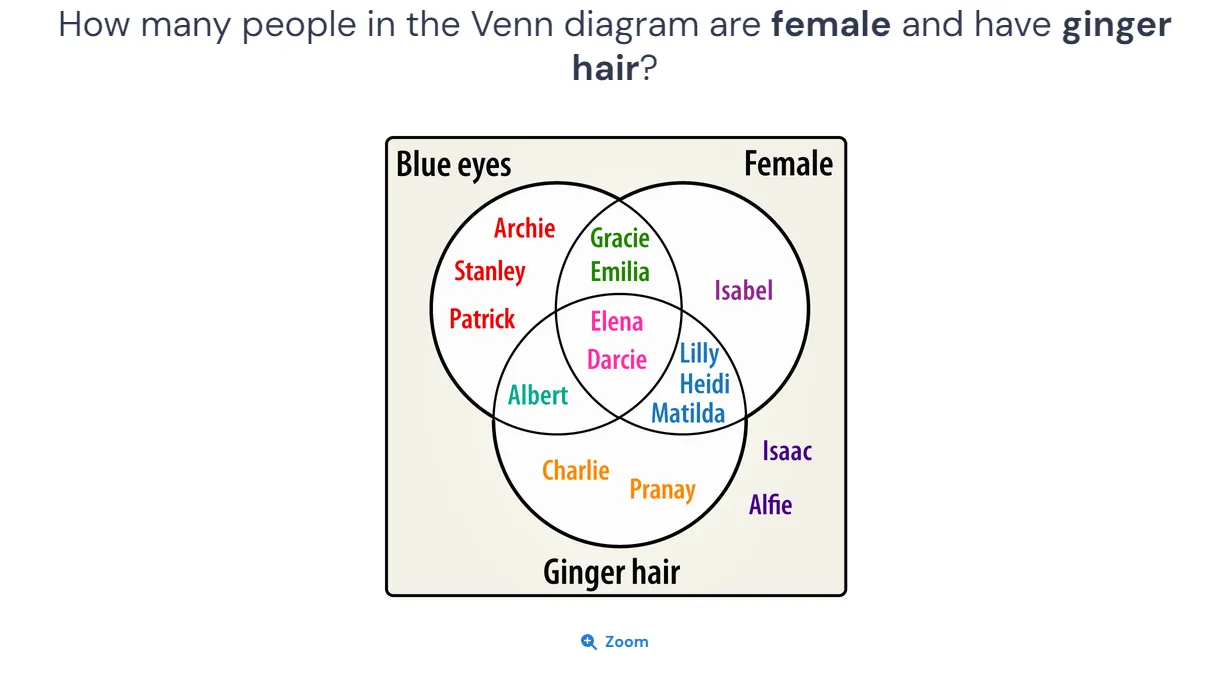 How many people in the Venn diagram are female and have ginger
hair?
Blue eyes
Female
Archie
Gracie
Stanley
Emilia
Isabel
Patrick
Elena
Darcie
Lilly
Heidi
Albert
Matilda
Isaac
Charlie
Pranay
Alfie
Ginger hair
Zoom